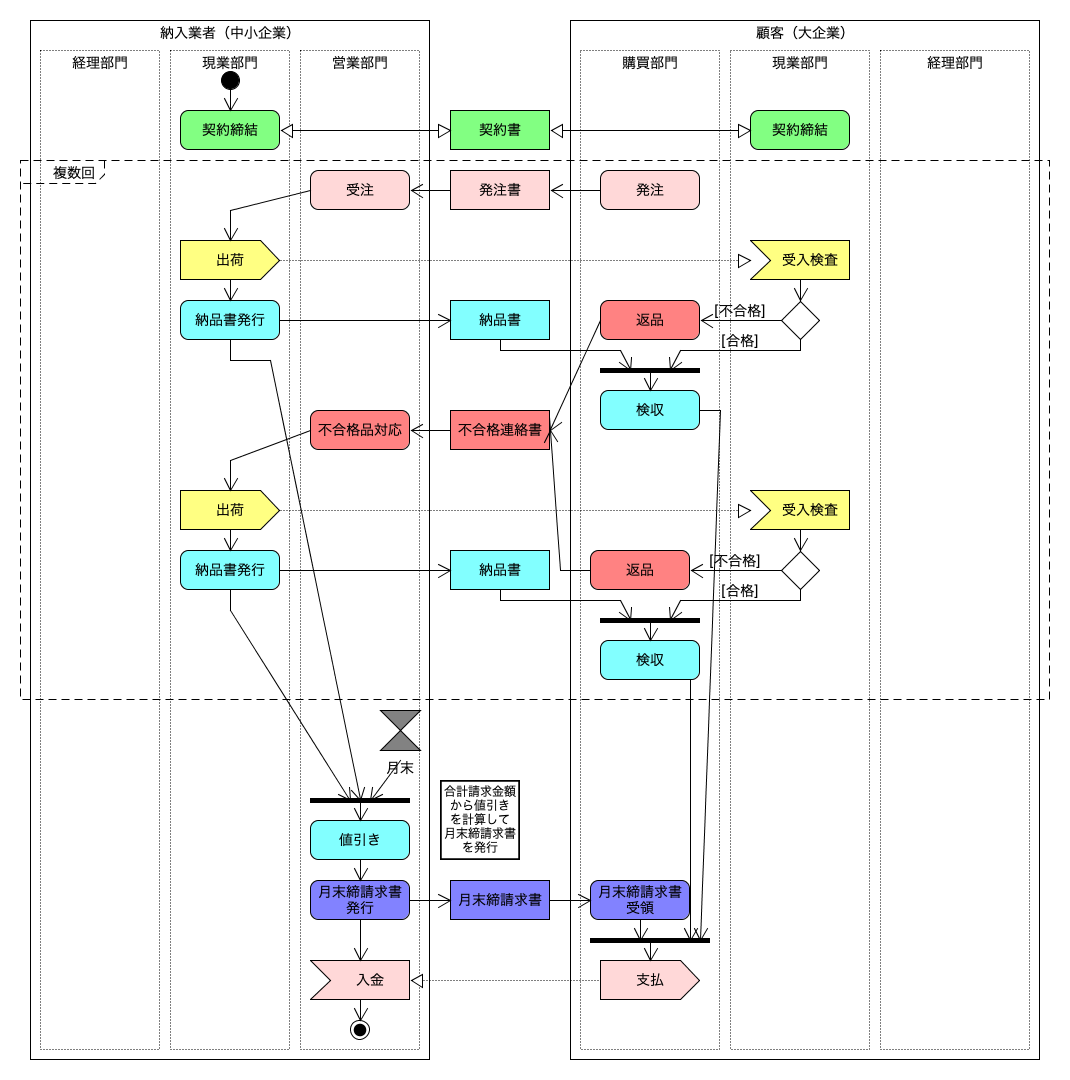 納入業者（中小企業）
顧客（大企業）
経理部門
現業部門
営業部門
購買部門
現業部門
経理部門
契約締結
契約書
契約締結
複数回
受注
発注書
発注
出荷
受入検査
納品書発行
納品書
返品
[不合格]
[合格]
検収
不合格品対応
不合格連絡書
出荷
受入検査
納品書発行
納品書
返品
[不合格]
[合格]
検収
月末
合計請求金額
から値引き
を計算して
月末締請求書
を発行
値引き
月末締請求書
発行
月末締請求書
月末締請求書
受領
入金
支払